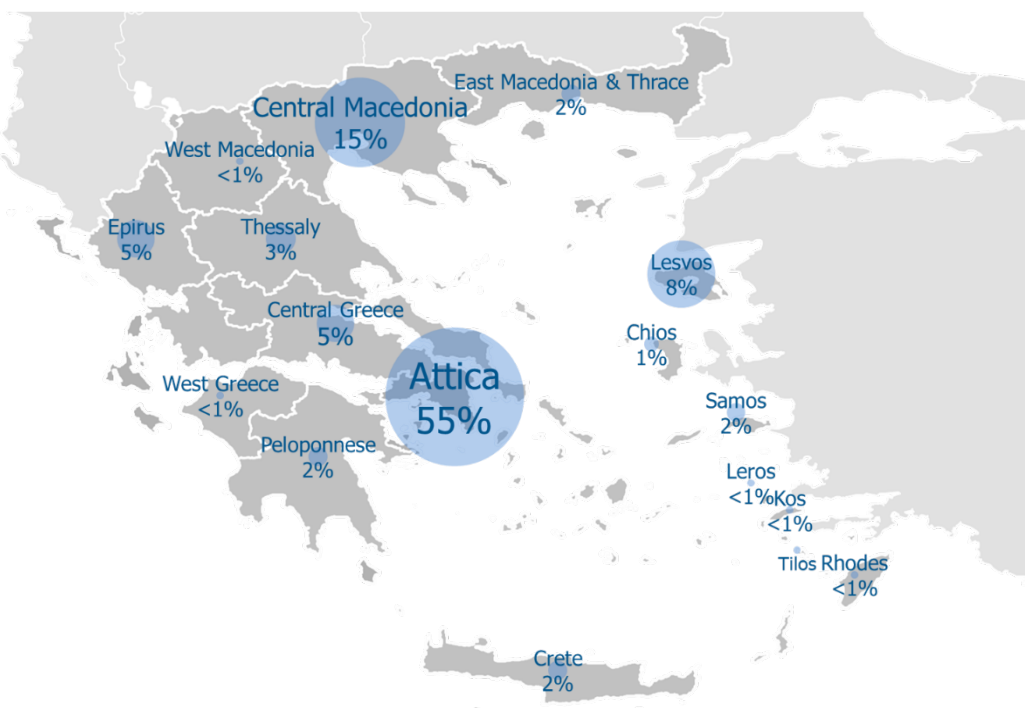 East Macedonia & Thrace
2%
Central Macedonia
15%
West Macedonia
<1%
Epirus
5%
Thessaly
3%
Lesvos
8%
Central Greece
5%
Chios
1%
Attica
55%
West Greece
<1%
Samos
2%
Peloponnese
2%
Leros
<1%
Kos
<1%
Tilos
Rhodes
<1%
Crete
2%